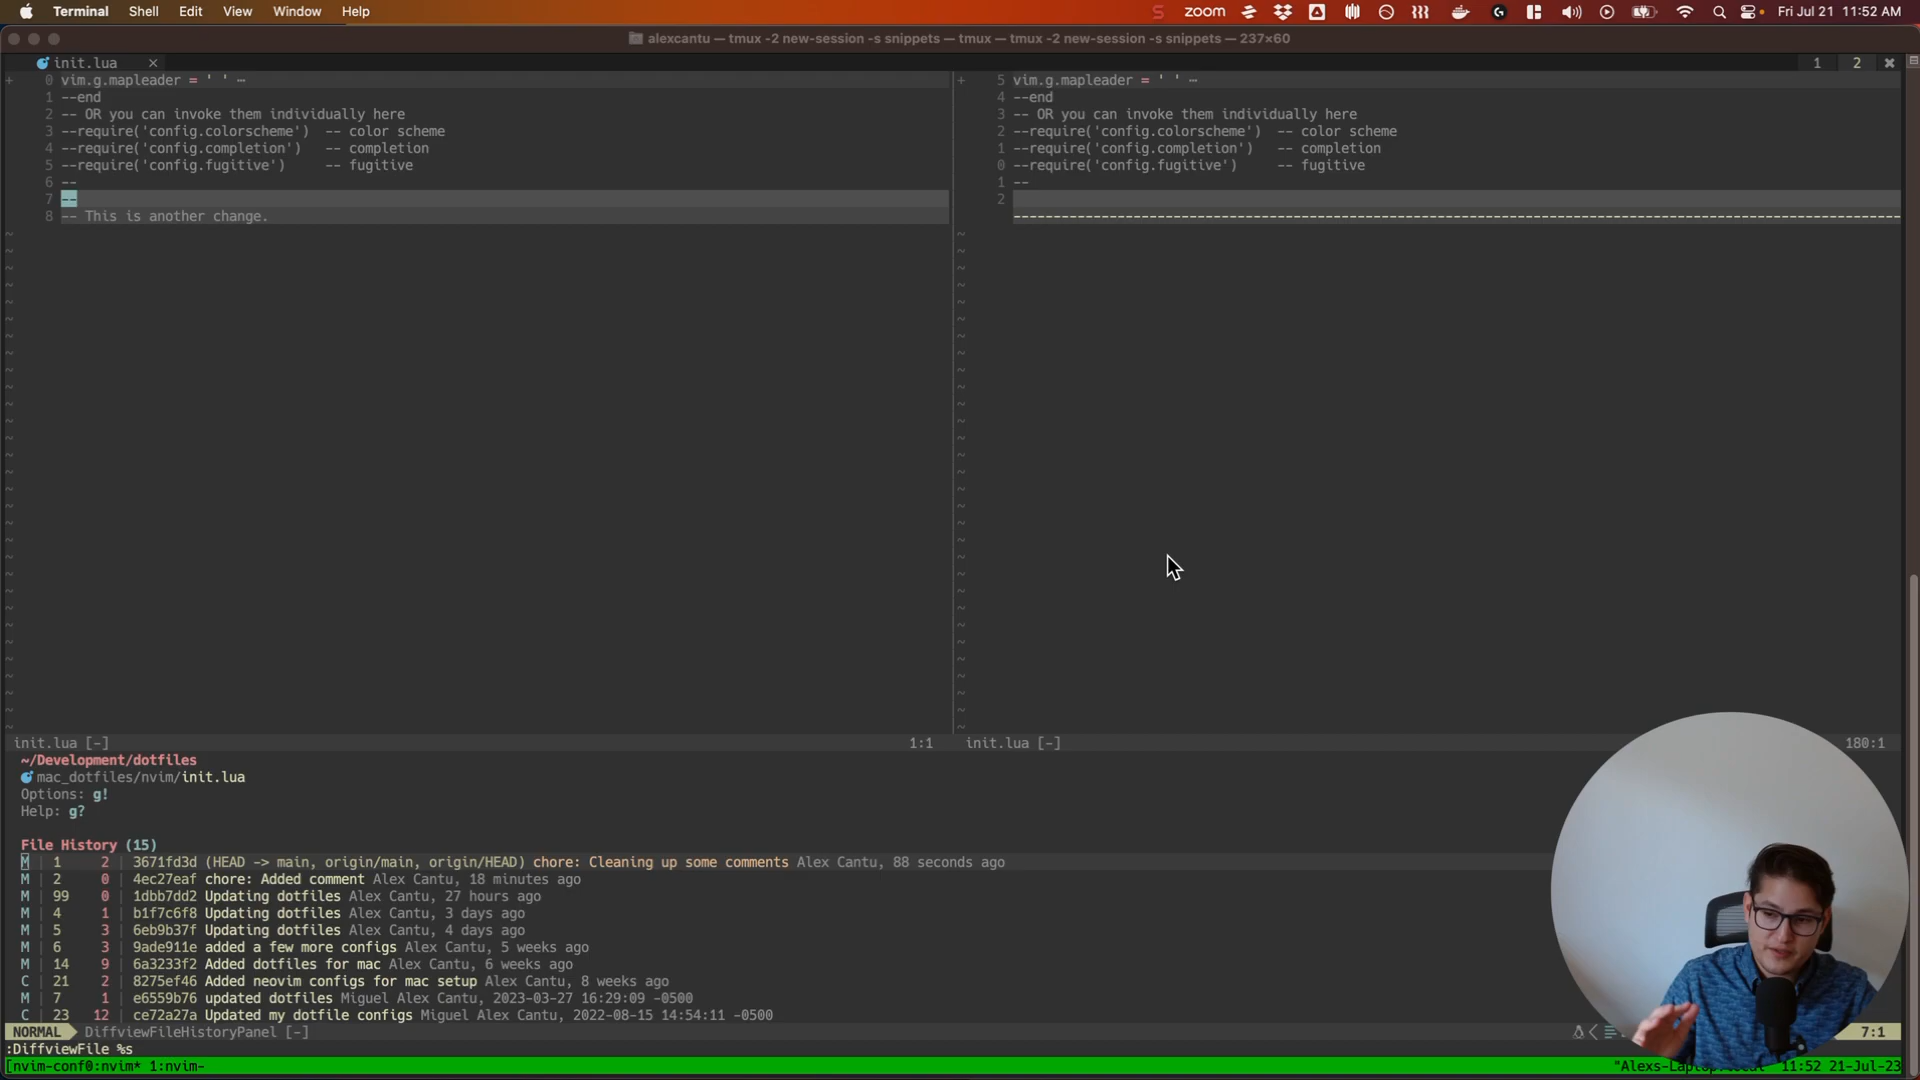 Terminal Shell Edit View Window Help zoom Fri Jul 21 11:52 AM
alexcantu — tmux -2 new-session -s snippets — tmux — tmux -2 new-session -s snippets — 237×60
init.lua × 1 2 ×
0 vim.g.mapleader = ' ' ⋯
1 --end
2 -- OR you can invoke them individually here
3 --require('config.colorscheme') -- color scheme
4 --require('config.completion') -- completion
5 --require('config.fugitive') -- fugitive
6 --
7 --
8 -- This is another change.
5 vim.g.mapleader = ' ' ⋯
4 --end
3 -- OR you can invoke them individually here
2 --require('config.colorscheme') -- color scheme
1 --require('config.completion') -- completion
0 --require('config.fugitive') -- fugitive
1 --
2
init.lua [-] 1:1
init.lua [-] 180:1
~/Development/dotfiles
mac_dotfiles/nvim/init.lua
Options: g!
Help: g?
File History (15)
M | 1 2 | 3671fd3d (HEAD -> main, origin/main, origin/HEAD) chore: Cleaning up some comments Alex Cantu, 88 seconds ago
M | 2 0 | 4ec27eaf chore: Added comment Alex Cantu, 18 minutes ago
M | 99 0 | 1dbb7dd2 Updating dotfiles Alex Cantu, 27 hours ago
M | 4 1 | b1f7c6f8 Updating dotfiles Alex Cantu, 3 days ago
M | 5 3 | 6eb9b37f Updating dotfiles Alex Cantu, 4 days ago
M | 6 3 | 9ade911e added a few more configs Alex Cantu, 5 weeks ago
M | 14 9 | 6a3233f2 Added dotfiles for mac Alex Cantu, 6 weeks ago
C | 21 2 | 8275ef46 Added neovim configs for mac setup Alex Cantu, 8 weeks ago
M | 7 1 | e6559b76 updated dotfiles Miguel Alex Cantu, 2023-03-27 16:29:09 -0500
C | 23 12 | ce72a27a Updated my dotfile configs Miguel Alex Cantu, 2022-08-15 14:54:11 -0500
NORMAL DiffviewFileHistoryPanel [-] 7:1
:DiffviewFile %s
[nvim-conf0:nvim* 1:nvim- 11:52 21-Jul-23